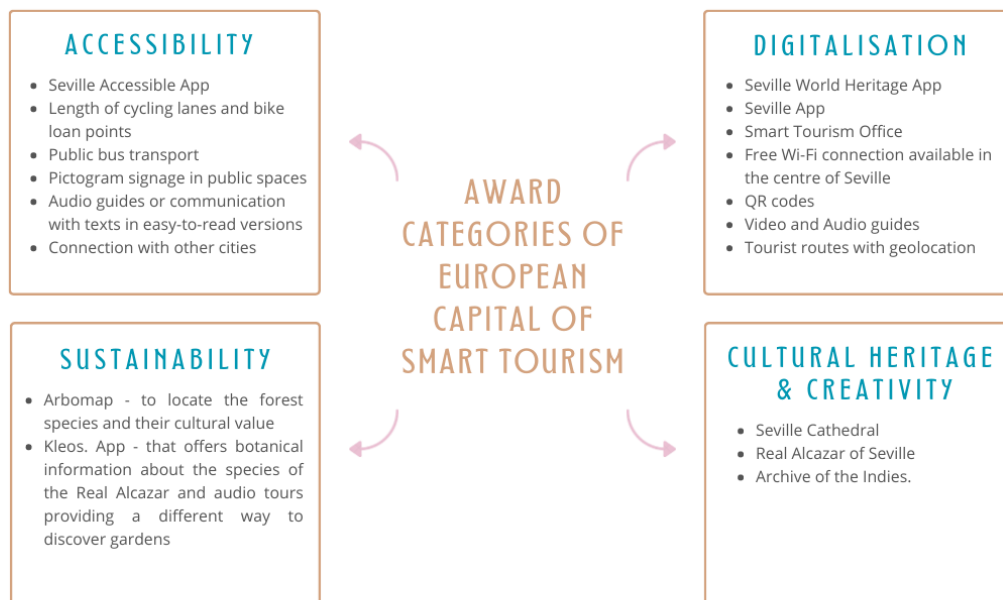 ACCESSIBILITY
• Seville Accessible App
• Length of cycling lanes and bike
loan points
• Public bus transport
• Pictogram signage in public spaces
• Audio guides or communication
with texts in easy-to-read versions
• Connection with other cities
DIGITALISATION
• Seville World Heritage App
• Seville App
• Smart Tourism Office
• Free Wi-Fi connection available in
the centre of Seville
• QR codes
• Video and Audio guides
• Tourist routes with geolocation
AWARD
CATEGORIES OF
EUROPEAN
CAPITAL OF
SMART TOURISM
SUSTAINABILITY
• Arbomap - to locate the forest
species and their cultural value
• Kleos. App - that offers botanical
information about the species of
the Real Alcazar and audio tours
providing a different way to
discover gardens
CULTURAL HERITAGE
& CREATIVITY
• Seville Cathedral
• Real Alcazar of Seville
• Archive of the Indies.